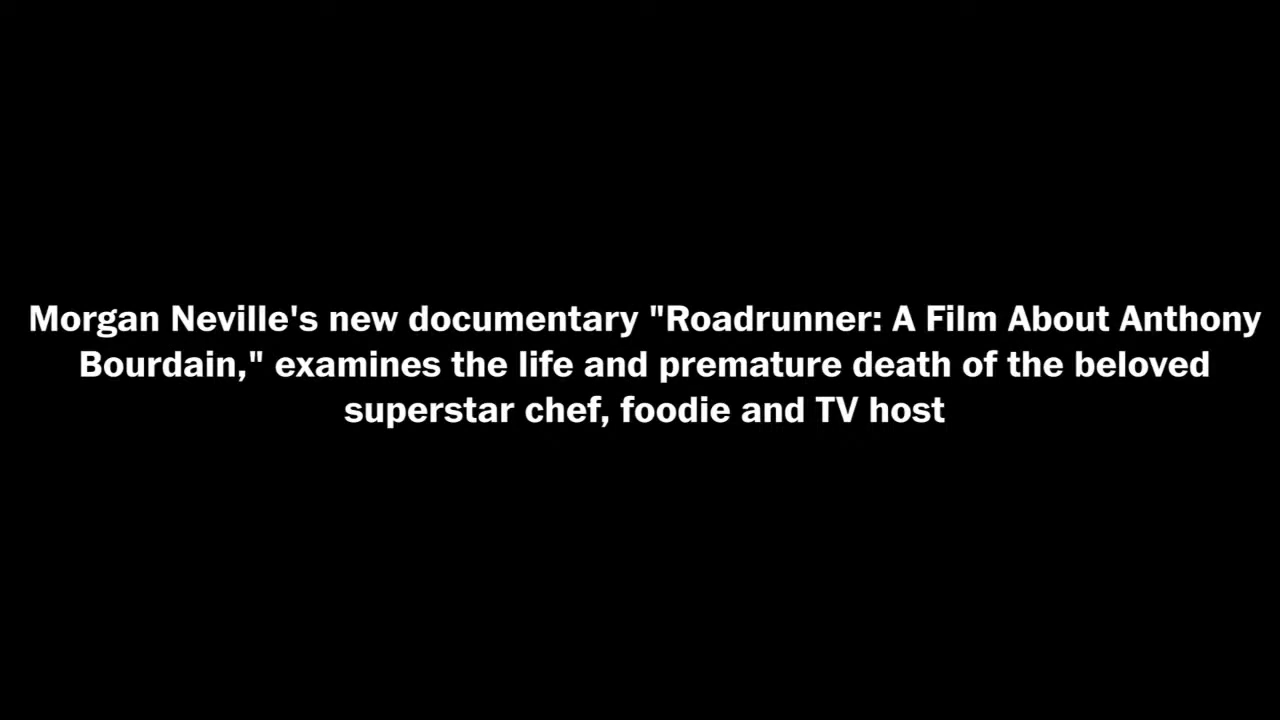 Morgan Neville's new documentary "Roadrunner: A Film About Anthony
Bourdain," examines the life and premature death of the beloved
superstar chef, foodie and TV host